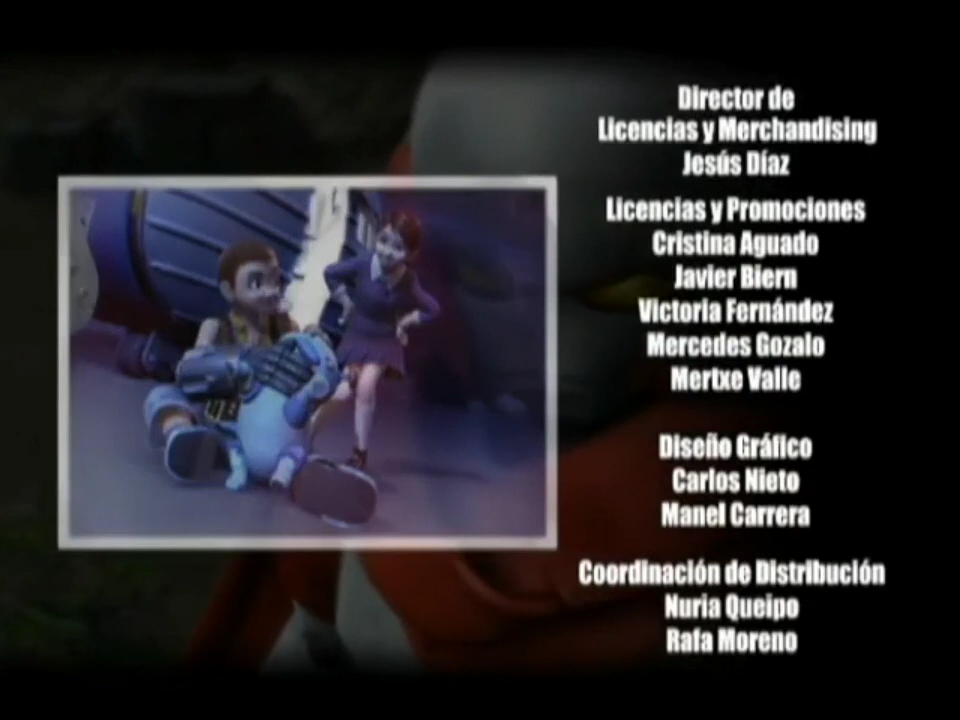 Director de
Licencias y Merchandising
Jesús Díaz
Licencias y Promociones
Cristina Aguado
Javier Biern
Victoria Fernández
Mercedes Gozalo
Mertxe Valle
Diseño Gráfico
Carlos Nieto
Manel Carrera
Coordinación de Distribución
Nuria Queipo
Rafa Moreno